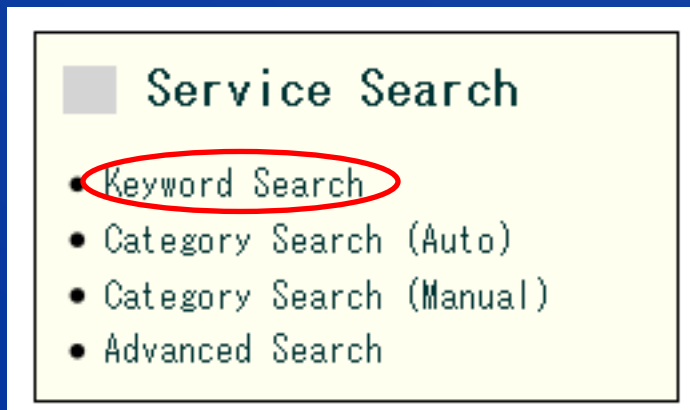 Service Search
Keyword Search
Category Search (Auto)
Category Search (Manual)
Advanced Search